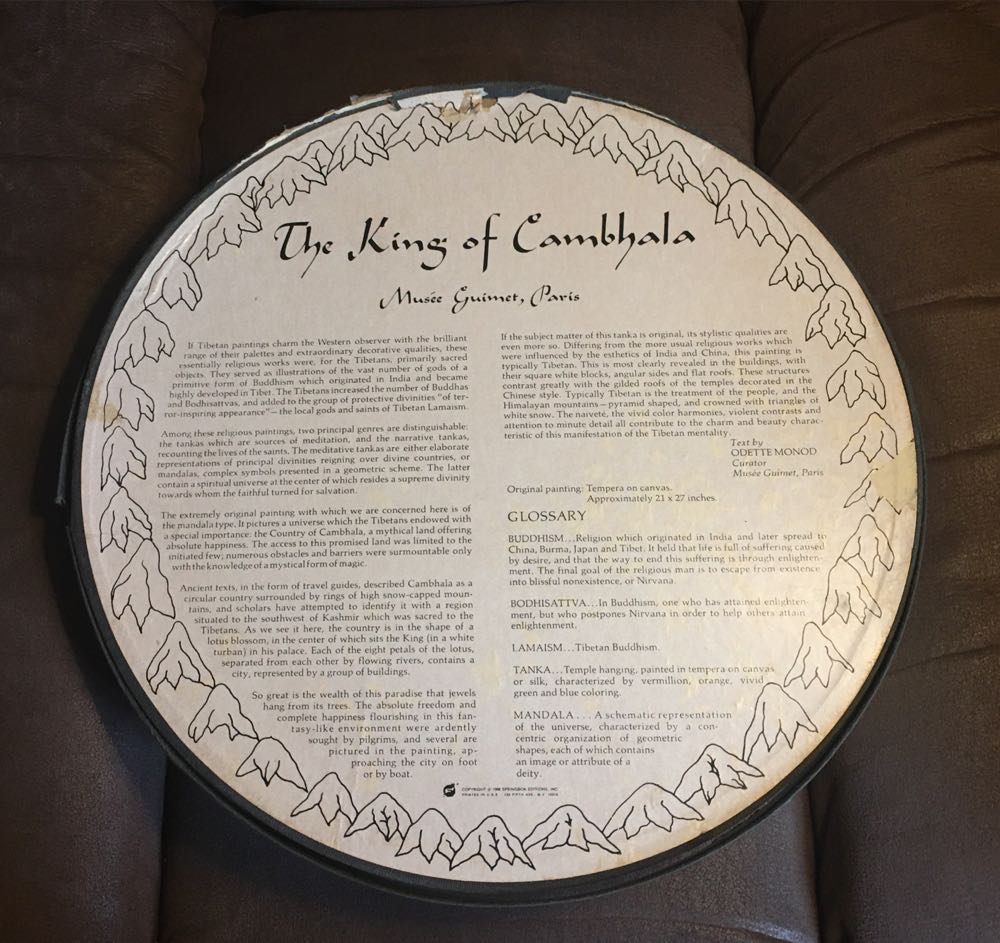 The King of Cambhala
Musée Guimet, Paris
If Tibetan paintings charm the Western observer with the brilliant
range of their palettes and extraordinary decorative qualities, these
essentially religious works were, for the Tibetans, primarily sacred
objects. They served as illustrations of the vast number of gods of a
primitive form of Buddhism which originated in India and became
highly developed in Tibet. The Tibetans increased the number of Buddhas
and Bodhisattvas, and added to the group of protective divinities "of ter-
ror-inspiring appearance"—the local gods and saints of Tibetan Lamaism.
Among these religious paintings, two principal genres are distinguishable:
the tankas which are sources of meditation, and the narrative tankas,
recounting the lives of the saints. The meditative tankas are either elaborate
representations of principal divinities reigning over divine countries, or
mandalas, complex symbols presented in a geometric scheme. The latter
contain a spiritual universe at the center of which resides a supreme divinity
towards whom the faithful turned for salvation.
The extremely original painting with which we are concerned here is of
the mandala type. It pictures a universe which the Tibetans endowed with
a special importance: the Country of Cambhala, a mythical land offering
absolute happiness. The access to this promised land was limited to the
initiated few; numerous obstacles and barriers were surmountable only
with the knowledge of a mystical form of magic.
Ancient texts, in the form of travel guides, described Cambhala as a
circular country surrounded by rings of high snow-capped moun-
tains, and scholars have attempted to identify it with a region
situated to the southwest of Kashmir which was sacred to the
Tibetans. As we see it here, the country is in the shape of a
lotus blossom, in the center of which sits the King (in a white
turban) in his palace. Each of the eight petals of the lotus,
separated from each other by flowing rivers, contains a
city, represented by a group of buildings.
So great is the wealth of this paradise that jewels
hang from its trees. The absolute freedom and
complete happiness flourishing in this fan-
tasy-like environment were ardently
sought by pilgrims, and several are
pictured in the painting, ap-
proaching the city on foot
or by boat.
If the subject matter of this tanka is original, its stylistic qualities are
even more so. Differing from the more usual religious works which
were influenced by the esthetics of India and China, this painting is
typically Tibetan. This is most clearly revealed in the buildings, with
their square white blocks, angular sides and flat roofs. These structures
contrast greatly with the gilded roofs of the temples decorated in the
Chinese style. Typically Tibetan is the treatment of the people, and the
Himalayan mountains—pyramid shaped, and crowned with triangles of
white snow. The naiveté, the vivid color harmonies, violent contrasts and
attention to minute detail all contribute to the charm and beauty charac-
teristic of this manifestation of the Tibetan mentality.
Text by
ODETTE MONOD
Curator
Musée Guimet, Paris
Original painting: Tempera on canvas.
Approximately 21 x 27 inches.
GLOSSARY
BUDDHISM...Religion which originated in India and later spread to
China, Burma, Japan and Tibet. It held that life is full of suffering caused
by desire, and that the way to end this suffering is through enlighten-
ment. The final goal of the religious man is to escape from existence
into blissful nonexistence, or Nirvana.
BODHISATTVA...In Buddhism, one who has attained enlighten-
ment, but who postpones Nirvana in order to help others attain
enlightenment.
LAMAISM...Tibetan Buddhism.
TANKA...Temple hanging, painted in tempera on canvas
or silk, characterized by vermillion, orange, vivid
green and blue coloring.
MANDALA . . . A schematic representation
of the universe, characterized by a con-
centric organization of geometric
shapes, each of which contains
an image or attribute of a
deity.
COPYRIGHT © SPRINGBOK EDITIONS, INC.
PRINTED IN U.S.A. FIFTH AVE., N.Y.